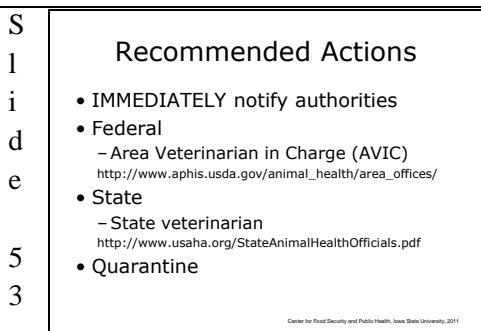 S
l
i
d
e
5
3
Recommended Actions
• IMMEDIATELY notify authorities
• Federal
– Area Veterinarian in Charge (AVIC)
http://www.aphis.usda.gov/animal_health/area_offices/
• State
– State veterinarian
http://www.usaha.org/StateAnimalHealthOfficials.pdf
• Quarantine
Center for Food Security and Public Health, Iowa State University, 2011